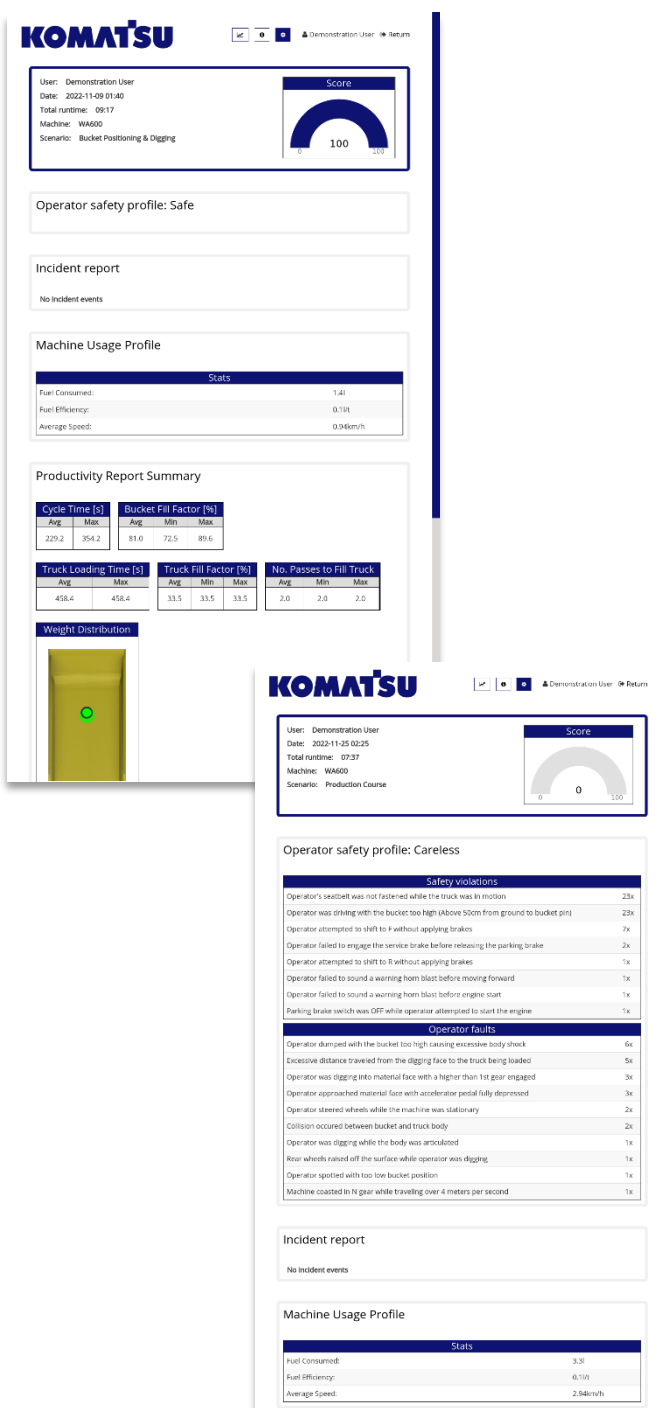 KOMATSU
Demonstration User Return
User: Demonstration User
Date: 2022-11-09 01:40
Total runtime: 09:17
Machine: WA600
Scenario: Bucket Positioning & Digging
Score
100
0 100
Operator safety profile: Safe
Incident report
No incident events
Machine Usage Profile
Stats
Fuel Consumed: 1.4l
Fuel Efficiency: 0.1l/t
Average Speed: 0.94km/h
Productivity Report Summary
Cycle Time [s] Bucket Fill Factor [%]
Avg Max Avg Min Max
229.2 354.2 81.0 72.5 89.6
Truck Loading Time [s] Truck Fill Factor [%] No. Passes to Fill Truck
Avg Max Avg Min Max Avg Min Max
458.4 458.4 33.5 33.5 33.5 2.0 2.0 2.0
Weight Distribution
KOMATSU
Demonstration User Return
User: Demonstration User
Date: 2022-11-25 02:25
Total runtime: 07:37
Machine: WA600
Scenario: Production Course
Score
0
0 100
Operator safety profile: Careless
Safety violations
Operator's seatbelt was not fastened while the truck was in motion 23x
Operator was driving with the bucket too high (Above 50cm from ground to bucket pin) 23x
Operator attempted to shift to F without applying brakes 7x
Operator failed to engage the service brake before releasing the parking brake 2x
Operator attempted to shift to R without applying brakes 1x
Operator failed to sound a warning horn blast before moving forward 1x
Operator failed to sound a warning horn blast before engine start 1x
Parking brake switch was OFF while operator attempted to start the engine 1x
Operator faults
Operator dumped with the bucket too high causing excessive body shock 6x
Excessive distance traveled from the digging face to the truck being loaded 5x
Operator was digging into material face with a higher than 1st gear engaged 3x
Operator approached material face with accelerator pedal fully depressed 3x
Operator steered wheels while the machine was stationary 2x
Collision occured between bucket and truck body 2x
Operator was digging while the body was articulated 1x
Rear wheels raised off the surface while operator was digging 1x
Operator spotted with too low bucket position 1x
Machine coasted in N gear while traveling over 4 meters per second 1x
Incident report
No incident events
Machine Usage Profile
Stats
Fuel Consumed: 3.3l
Fuel Efficiency: 0.1l/t
Average Speed: 2.94km/h